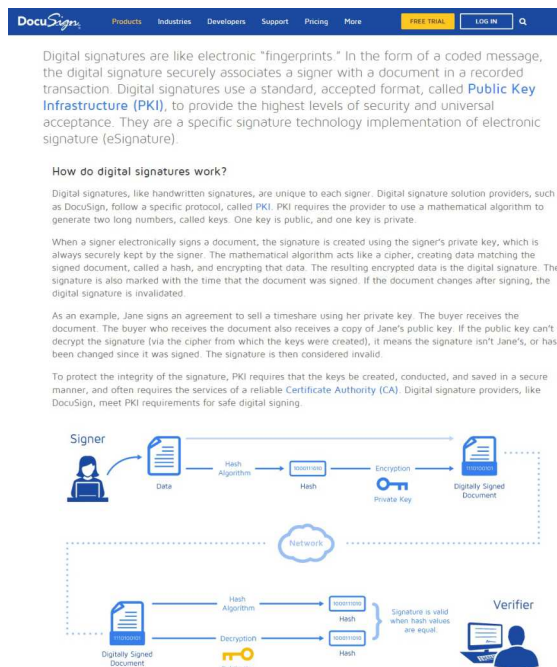 DocuSign
Products Industries Developers Support Pricing More FREE TRIAL LOG IN
Digital signatures are like electronic "fingerprints." In the form of a coded message,
the digital signature securely associates a signer with a document in a recorded
transaction. Digital signatures use a standard, accepted format, called Public Key
Infrastructure (PKI), to provide the highest levels of security and universal
acceptance. They are a specific signature technology implementation of electronic
signature (eSignature).
How do digital signatures work?
Digital signatures, like handwritten signatures, are unique to each signer. Digital signature solution providers, such
as DocuSign, follow a specific protocol, called PKI. PKI requires the provider to use a mathematical algorithm to
generate two long numbers, called keys. One key is public, and one key is private.
When a signer electronically signs a document, the signature is created using the signer's private key, which is
always securely kept by the signer. The mathematical algorithm acts like a cipher, creating data matching the
signed document, called a hash, and encrypting that data. The resulting encrypted data is the digital signature. The
signature is also marked with the time that the document was signed. If the document changes after signing, the
digital signature is invalidated.
As an example, Jane signs an agreement to sell a timeshare using her private key. The buyer receives the
document. The buyer who receives the document also receives a copy of Jane's public key. If the public key can't
decrypt the signature (via the cipher from which the keys were created), it means the signature isn't Jane's, or has
been changed since it was signed. The signature is then considered invalid.
To protect the integrity of the signature, PKI requires that the keys be created, conducted, and saved in a secure
manner, and often requires the services of a reliable Certificate Authority (CA). Digital signature providers, like
DocuSign, meet PKI requirements for safe digital signing.
Signer
Data
Hash
Algorithm
Hash
Encryption
Private Key
Digitally Signed
Document
Network
Digitally Signed
Document
Hash
Algorithm
Hash
Decryption
Hash
Signature is valid
when hash values
are equal.
Verifier